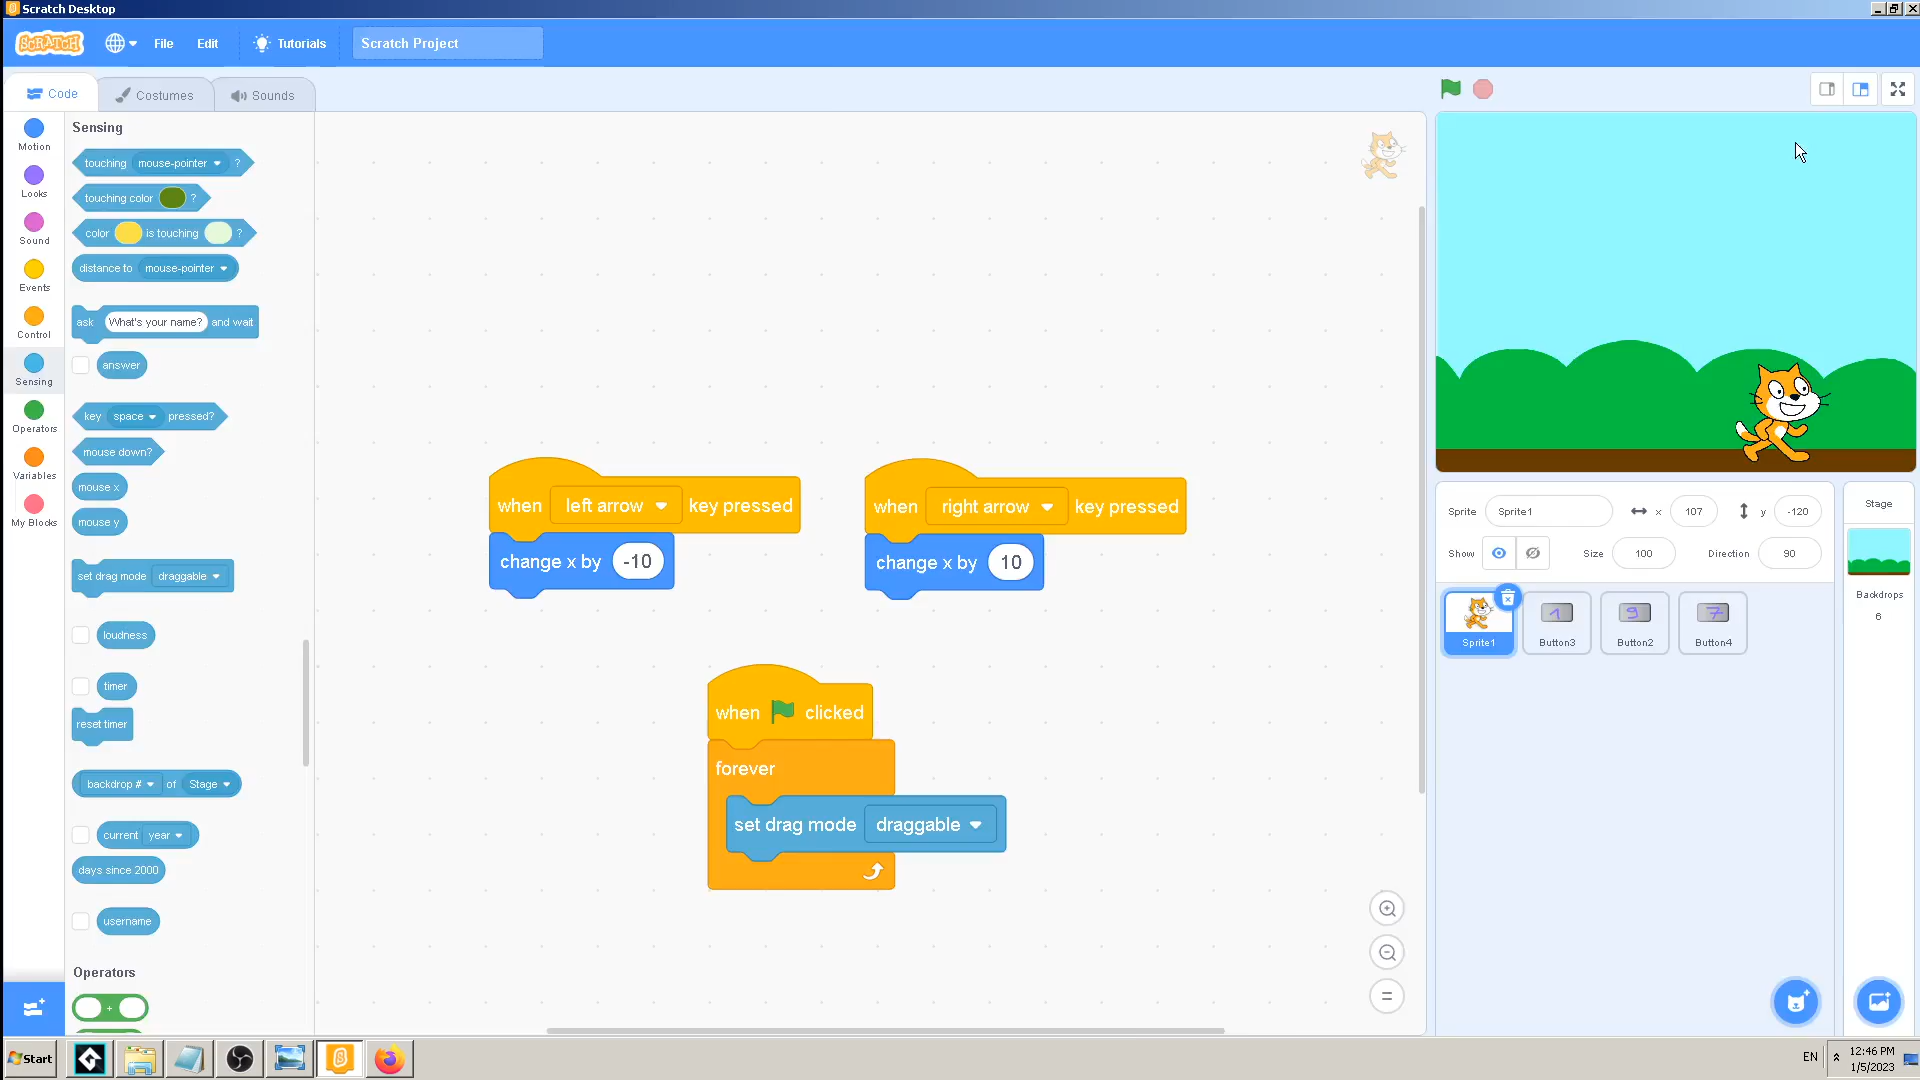 Scratch Desktop
SCRATCH
File
Edit
Tutorials
Scratch Project
Code
Costumes
Sounds
Motion
Looks
Sound
Events
Control
Sensing
Operators
Variables
My Blocks
Sensing
touching mouse-pointer ?
touching color ?
color is touching ?
distance to mouse-pointer
ask What's your name? and wait
answer
key space pressed?
mouse down?
mouse x
mouse y
set drag mode draggable
loudness
timer
reset timer
backdrop # of Stage
current year
days since 2000
username
Operators
+
when left arrow key pressed
change x by -10
when right arrow key pressed
change x by 10
when clicked
forever
set drag mode draggable
Sprite Sprite1 x 107 y -120
Show Size 100 Direction 90
Sprite1
1
Button3
9
Button2
7
Button4
Stage
Backdrops
6
Start
EN
12:46 PM
1/5/2023